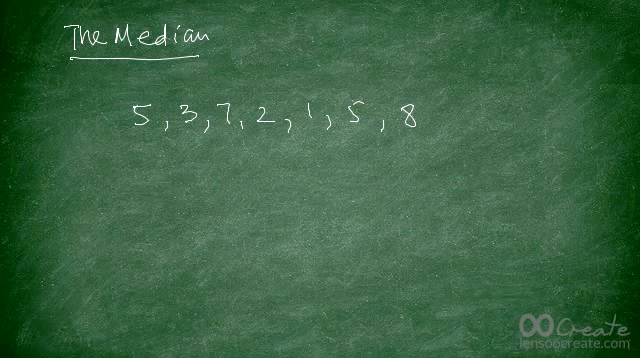 The Median
5, 3, 7, 2, 1, 5, 8
Create
lensoocreate.com